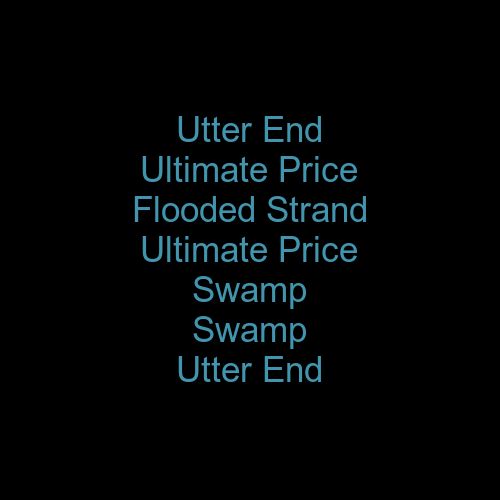 Utter End
Ultimate Price
Flooded Strand
Ultimate Price
Swamp
Swamp
Utter End